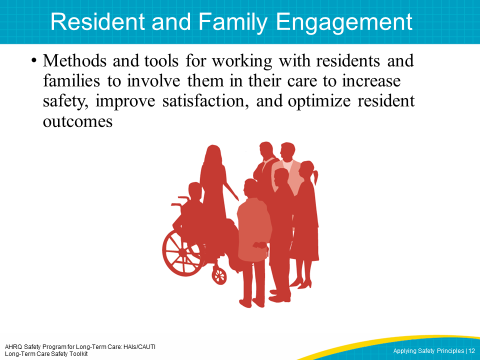 Resident and Family Engagement
• Methods and tools for working with residents and
families to involve them in their care to increase
safety, improve satisfaction, and optimize resident
outcomes
AHRQ Safety Program for Long-Term Care: HAIs/CAUTI
Long-Term Care Safety Toolkit
Applying Safety Principles | 12